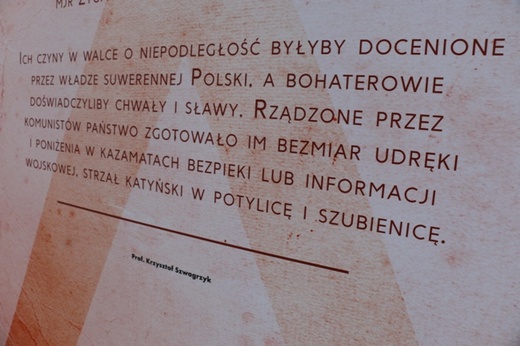 MJR
ICH CZYNY W WALCE O NIEPODLEGŁOŚĆ BYŁYBY DOCENIONE
PRZEZ WŁADZE SUWERENNEJ POLSKI, A BOHATEROWIE
DOŚWIADCZYLIBY CHWAŁY I SŁAWY. RZĄDZONE PRZEZ
KOMUNISTÓW PAŃSTWO ZGOTOWAŁO IM BEZMIAR UDRĘKI
I PONIŻENIA W KAZAMATACH BEZPIEKI LUB INFORMACJI
WOJSKOWEJ, STRZAŁ KATYŃSKI W POTYLICĘ I SZUBIENICĘ.
Prof. Krzysztof Szwagrzyk